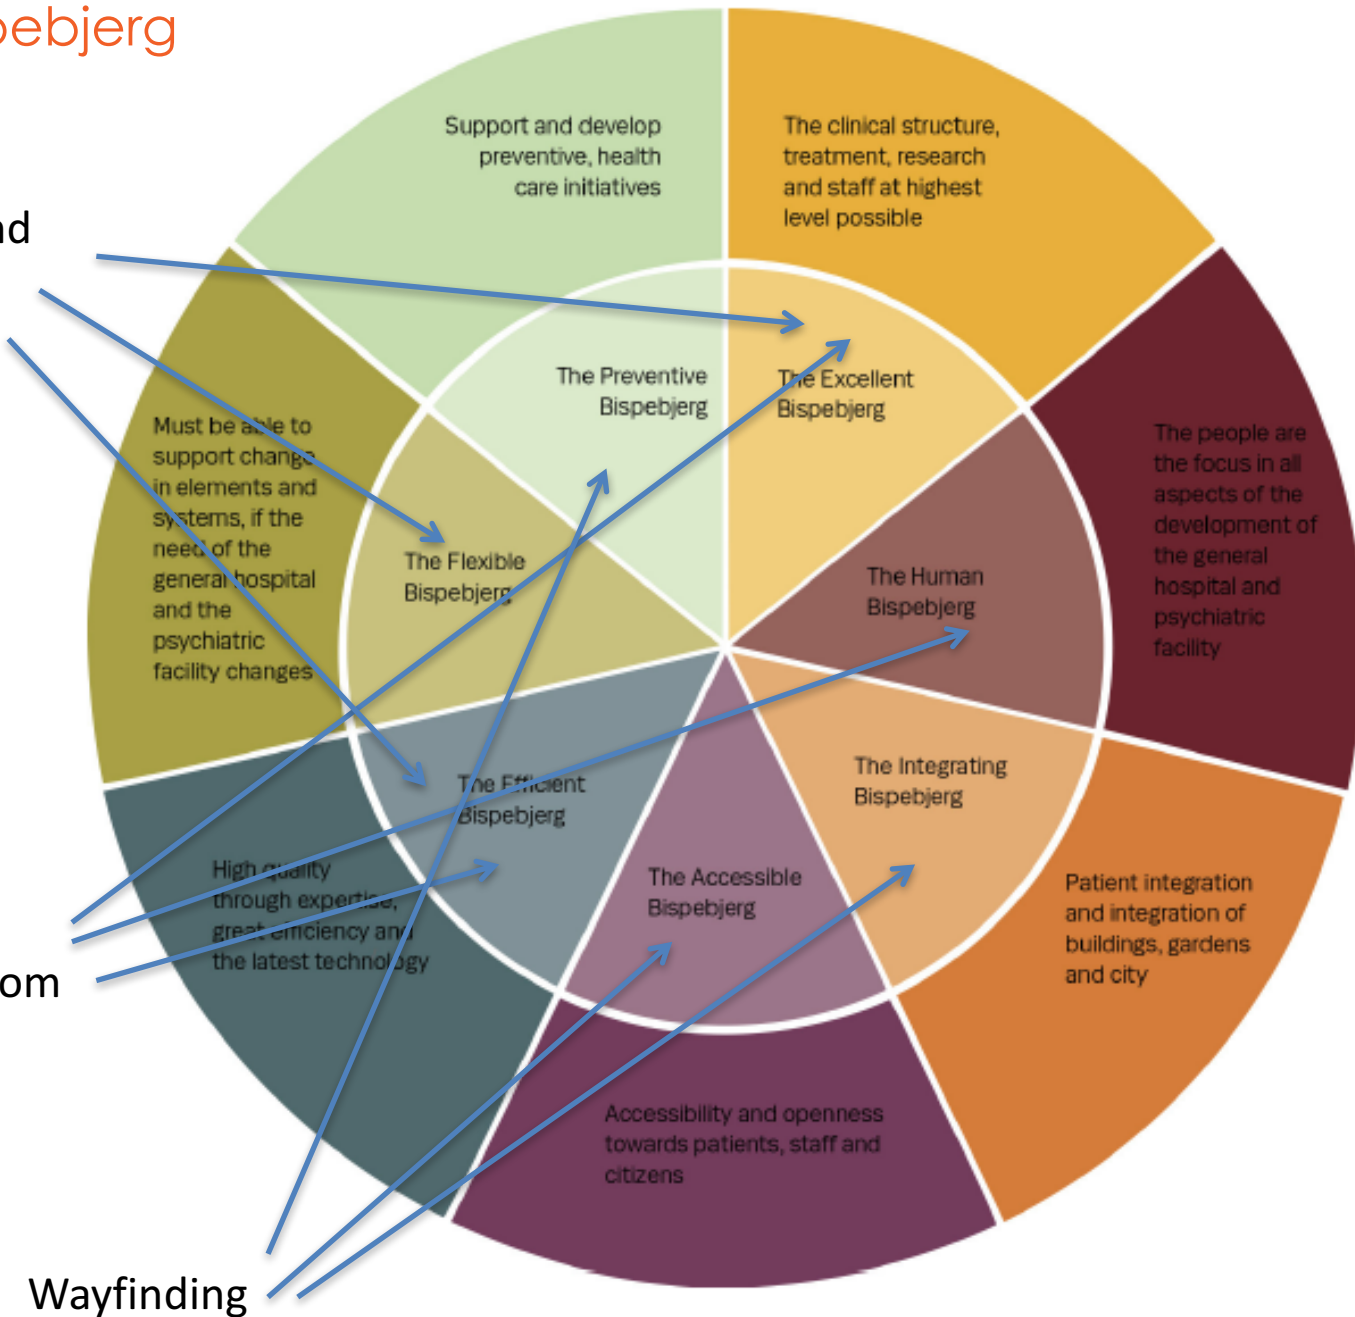 pebjerg
Support and develop
preventive, health
care initiatives
The clinical structure,
treatment, research
and staff at highest
level possible
nd
The Preventive
Bispebjerg
The Excellent
Bispebjerg
Must be able to
support change
in elements and
systems, if the
need of the
general hospital
and the
psychiatric
facility changes
The people are
the focus in all
aspects of the
development of
the general
hospital and
psychiatric
facility
The Flexible
Bispebjerg
The Human
Bispebjerg
The Efficient
Bispebjerg
The Integrating
Bispebjerg
High quality
through expertise,
great efficiency and
the latest technology
The Accessible
Bispebjerg
Patient integration
and integration of
buildings, gardens
and city
om
Accessibility and openness
towards patients, staff and
citizens
Wayfinding